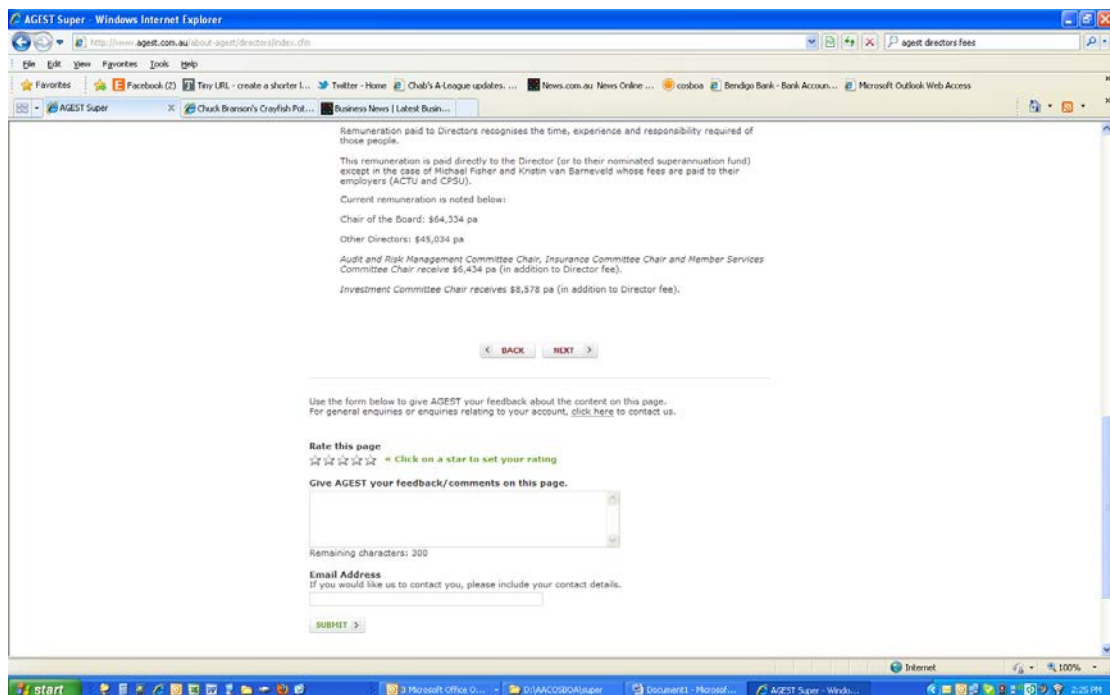 AGEST Super - Windows Internet Explorer
http://www.agest.com.au/about-agest/directors/index.cfm
agest directors fees
File Edit View Favorites Tools Help
Favorites Facebook (2) Tiny URL - create a shorter l... Twitter - Home Chab's A-League updates. ... News.com.au News Online ... cosboa Bendigo Bank - Bank Accoun... Microsoft Outlook Web Access
AGEST Super Chuck Branson's Crayfish Pot... Business News | Latest Busin...
Remuneration paid to Directors recognises the time, experience and responsibility required of
those people.
This remuneration is paid directly to the Director (or to their nominated superannuation fund)
except in the case of Michael Fisher and Kristin van Barneveld whose fees are paid to their
employers (ACTU and CPSU).
Current remuneration is noted below:
Chair of the Board: $64,334 pa
Other Directors: $45,034 pa
Audit and Risk Management Committee Chair, Insurance Committee Chair and Member Services
Committee Chair receive $6,434 pa (in addition to Director fee).
Investment Committee Chair receives $8,578 pa (in addition to Director fee).
< BACK NEXT >
Use the form below to give AGEST your feedback about the content on this page.
For general enquiries or enquiries relating to your account, click here to contact us.
Rate this page
« Click on a star to set your rating
Give AGEST your feedback/comments on this page.
Remaining characters: 300
Email Address
If you would like us to contact you, please include your contact details.
SUBMIT >
Internet 100%
start 3 Microsoft Office O... D:\AACOSBOA\super Document1 - Microsof... AGEST Super - Windo... 2:25 PM